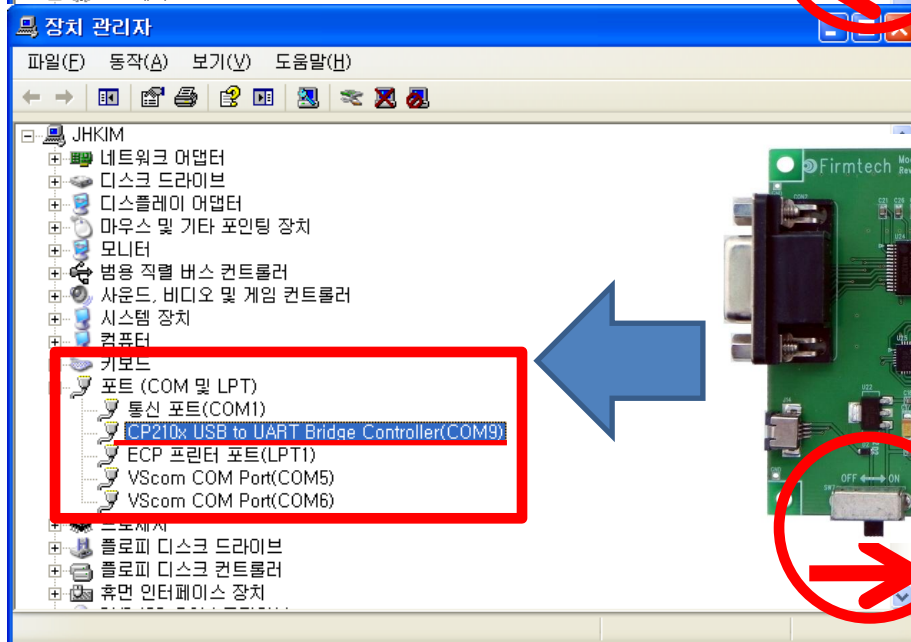 장치 관리자
파일(F) 동작(A) 보기(V) 도움말(H)
JHKIM
네트워크 어댑터
디스크 드라이브
디스플레이 어댑터
마우스 및 기타 포인팅 장치
모니터
범용 직렬 버스 컨트롤러
사운드, 비디오 및 게임 컨트롤러
시스템 장치
컴퓨터
키보드
포트 (COM 및 LPT)
통신 포트(COM1)
CP210x USB to UART Bridge Controller(COM9)
ECP 프린터 포트(LPT1)
VScom COM Port(COM5)
VScom COM Port(COM6)
프로세서
플로피 디스크 드라이브
플로피 디스크 컨트롤러
휴먼 인터페이스 장치
Firmtech
OFF ON